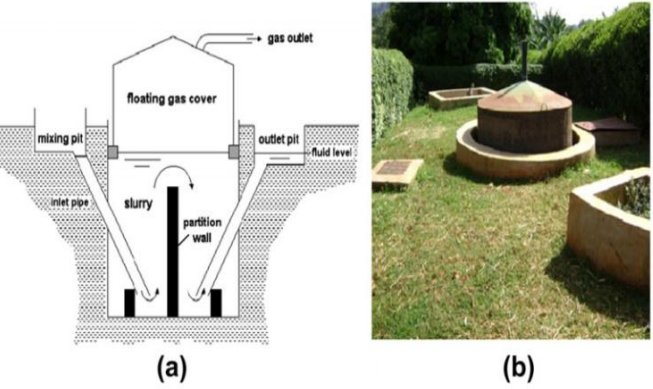 gas outlet
floating gas cover
mixing pit
outlet pit
fluid level
inlet pipe
slurry
partition
wall
(a)
(b)